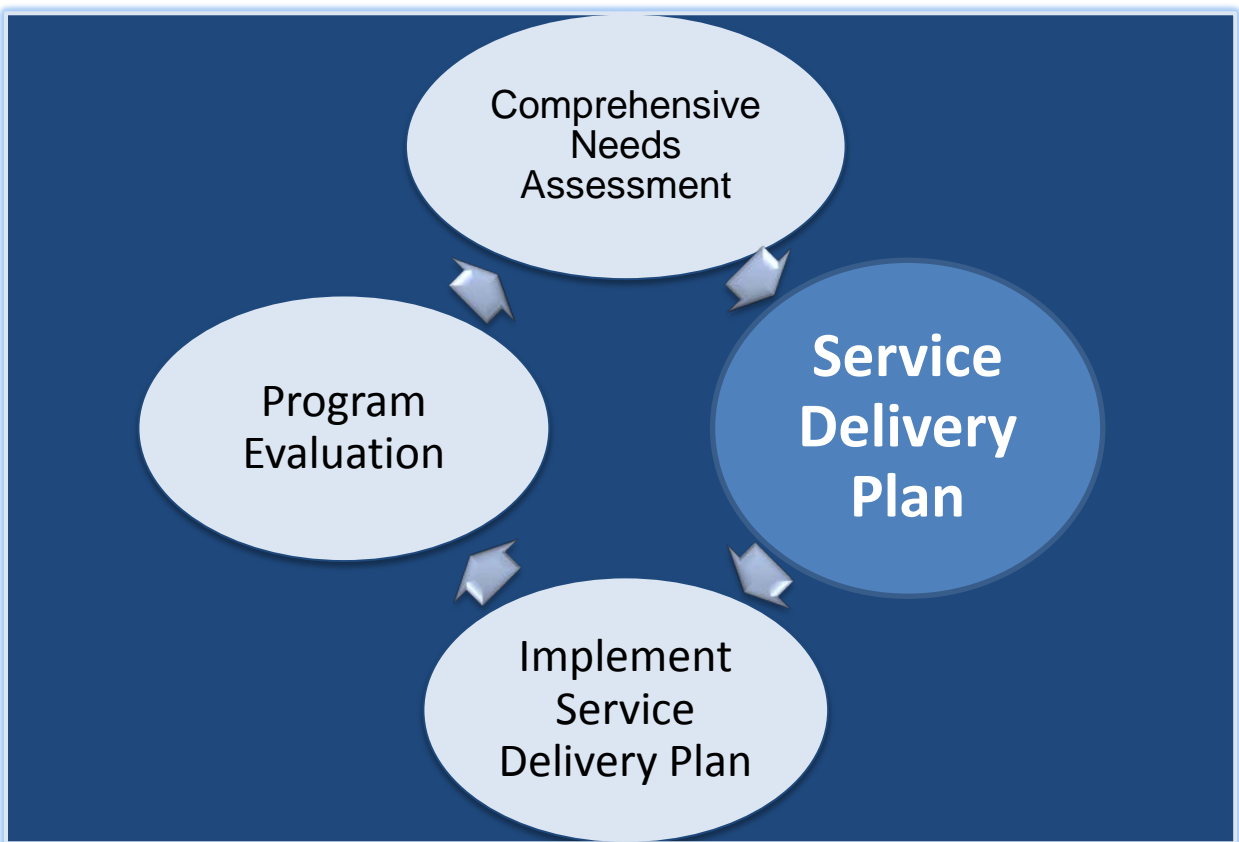 Comprehensive
Needs
Assessment
Service
Delivery
Plan
Program
Evaluation
Implement
Service
Delivery Plan